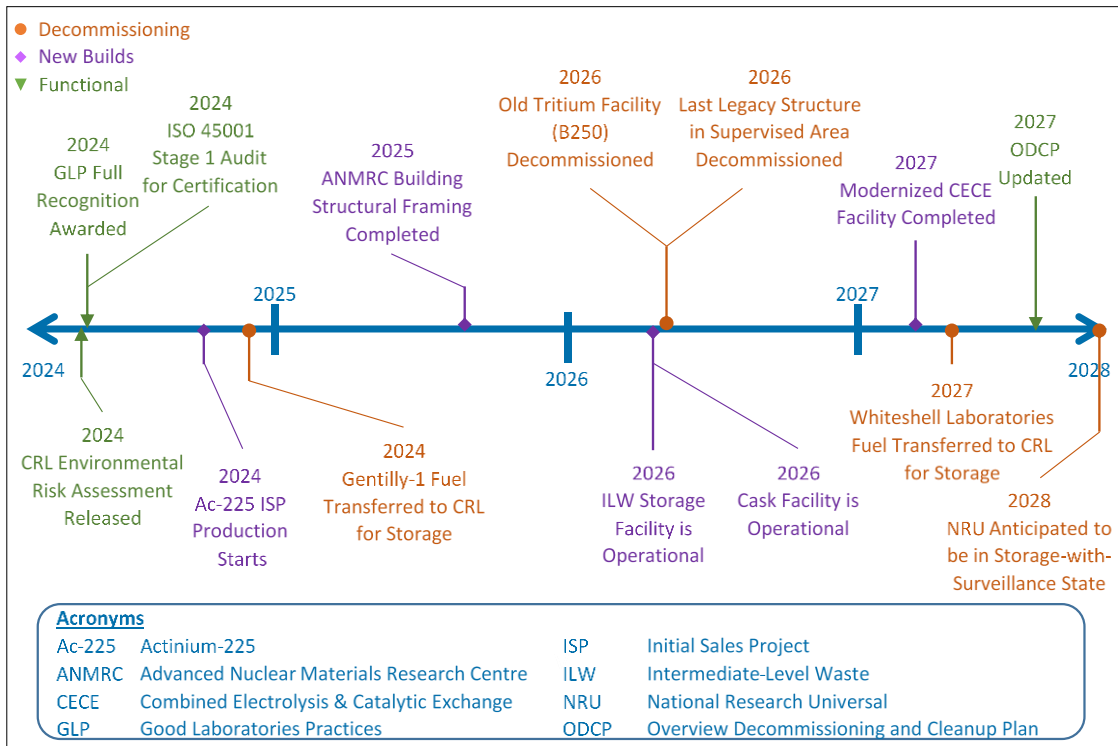 Decommissioning
New Builds
Functional
2024
GLP Full
Recognition
Awarded
2024
ISO 45001
Stage 1 Audit
for Certification
2025
ANMRC Building
Structural Framing
Completed
2026
Old Tritium Facility
(B250)
Decommissioned
2026
Last Legacy Structure
in Supervised Area
Decommissioned
2027
Modernized CECE
Facility Completed
2027
ODCP
Updated
2024
2025
2026
2027
2028
2024
CRL Environmental
Risk Assessment
Released
2024
Ac-225 ISP
Production
Starts
2024
Gentilly-1 Fuel
Transferred to CRL
for Storage
2026
ILW Storage
Facility is
Operational
2026
Cask Facility is
Operational
2027
Whiteshell Laboratories
Fuel Transferred to CRL
for Storage
2028
NRU Anticipated to
be in Storage-with-
Surveillance State
Acronyms
Ac-225 Actinium-225
ANMRC Advanced Nuclear Materials Research Centre
CECE Combined Electrolysis & Catalytic Exchange
GLP Good Laboratories Practices
ISP Initial Sales Project
ILW Intermediate-Level Waste
NRU National Research Universal
ODCP Overview Decommissioning and Cleanup Plan